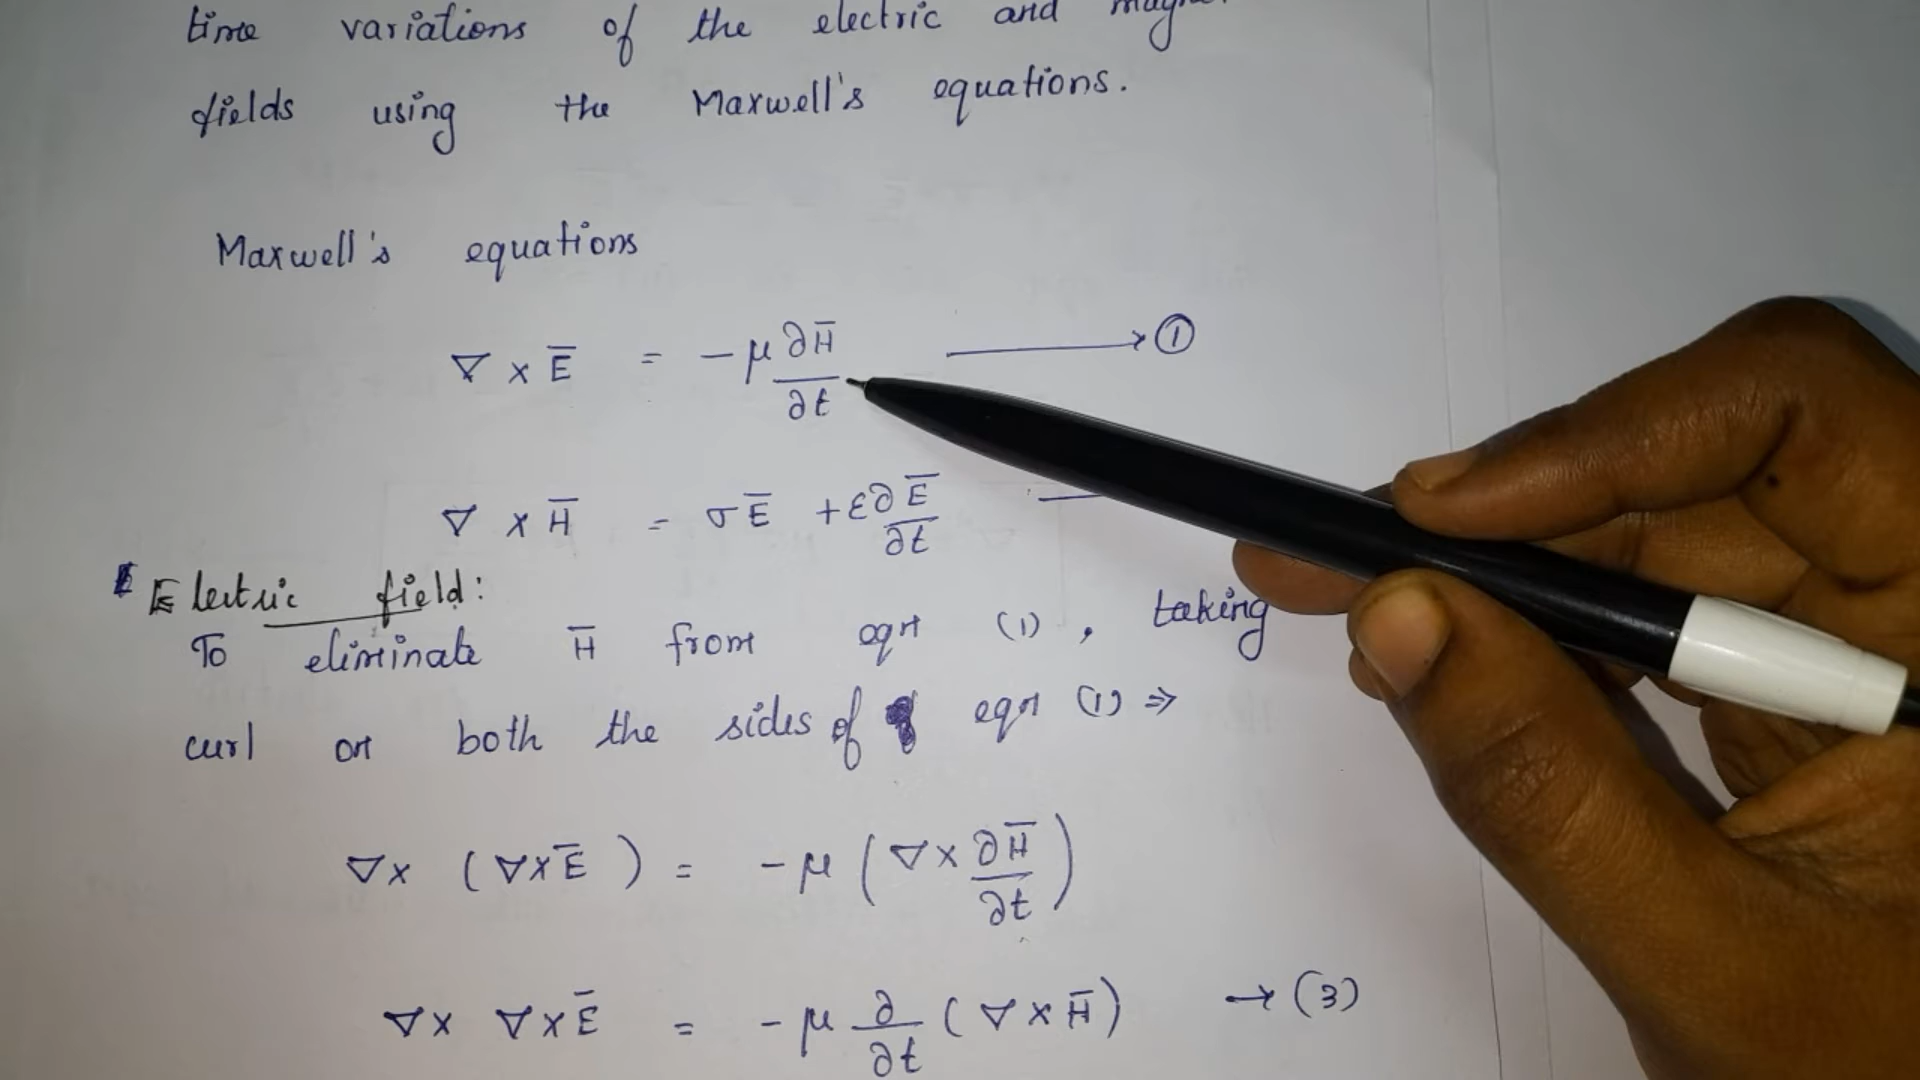 time variations of the electric and
fields using the Maxwell's equations.
Maxwell's equations
∇ × E̅ = -μ ∂H̅/∂t → ①
∇ × H̅ = σE̅ + ε∂E̅/∂t
Electric field:
To eliminate H̅ from eqn (1), taking
curl on both the sides of eqn (1) ⇒
∇× (∇×E̅) = -μ (∇× ∂H̅/∂t)
∇× ∇×E̅ = -μ ∂/∂t (∇×H̅) → (3)